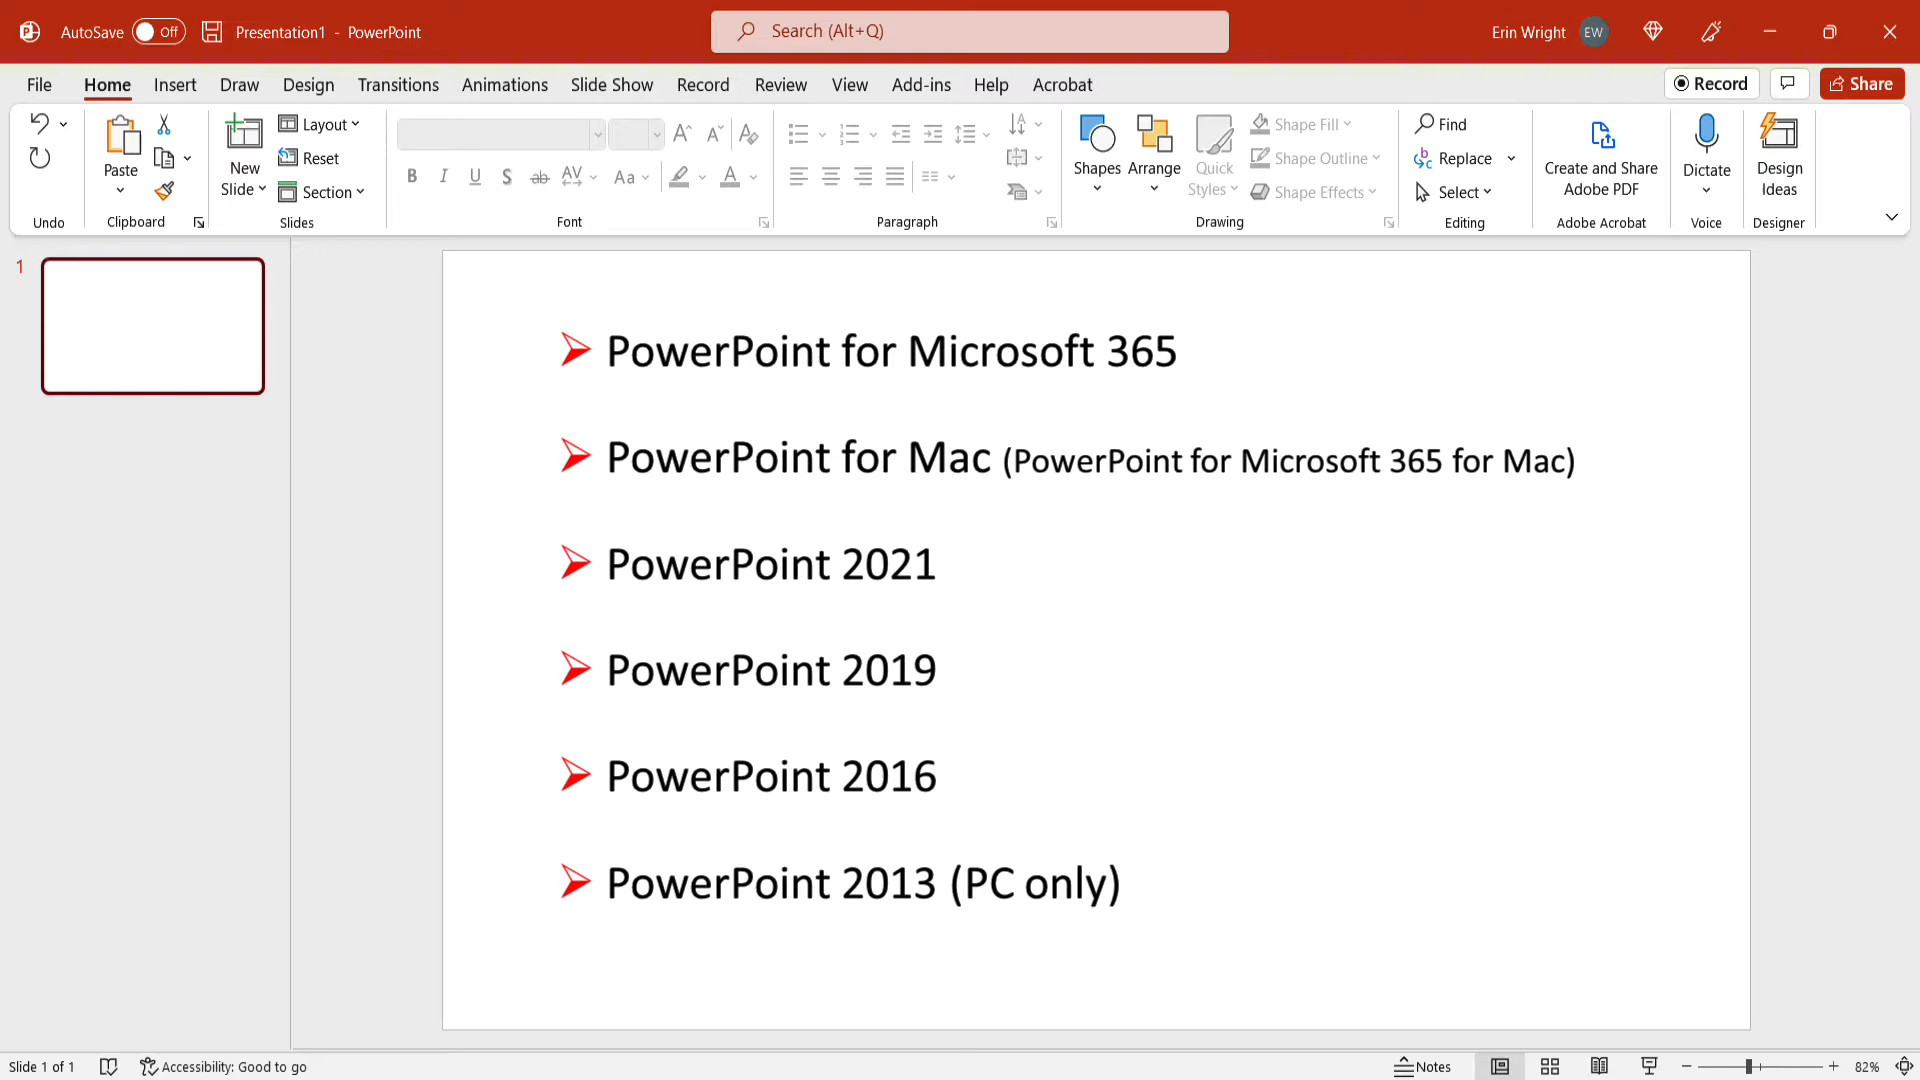 AutoSave Off Presentation1 - PowerPoint Search (Alt+Q) Erin Wright EW
File Home Insert Draw Design Transitions Animations Slide Show Record Review View Add-ins Help Acrobat Record Share
Paste
New Slide
Layout
Reset
Section
B I U S ab AV Aa A
Shapes
Arrange
Quick Styles
Shape Fill
Shape Outline
Shape Effects
Find
Replace
Select
Create and Share Adobe PDF
Dictate
Design Ideas
Undo Clipboard Slides Font Paragraph Drawing Editing Adobe Acrobat Voice Designer
1
PowerPoint for Microsoft 365
PowerPoint for Mac (PowerPoint for Microsoft 365 for Mac)
PowerPoint 2021
PowerPoint 2019
PowerPoint 2016
PowerPoint 2013 (PC only)
Slide 1 of 1 Accessibility: Good to go Notes 82%